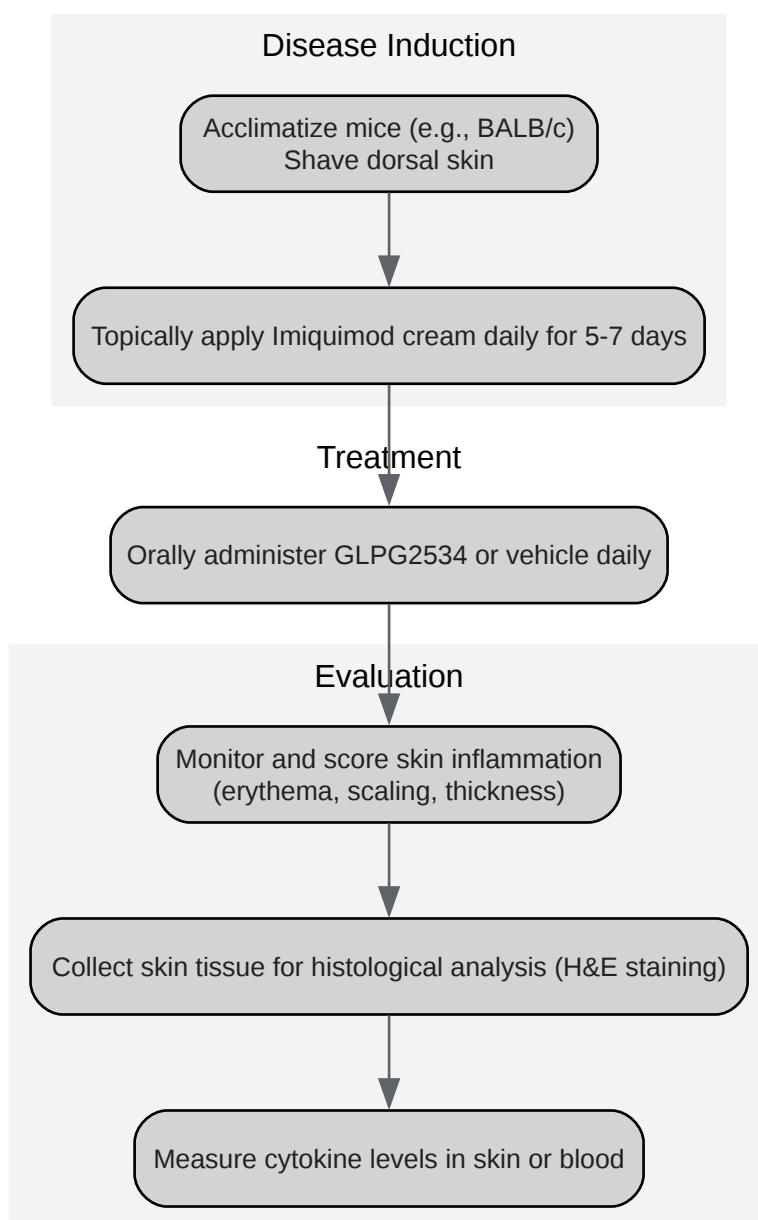 Disease Induction
Acclimatize mice (e.g., BALB/c)
Shave dorsal skin
Topically apply Imiquimod cream daily for 5-7 days
Treatment
Orally administer GLPG2534 or vehicle daily
Evaluation
Monitor and score skin inflammation
(erythema, scaling, thickness)
Collect skin tissue for histological analysis (H&E staining)
Measure cytokine levels in skin or blood